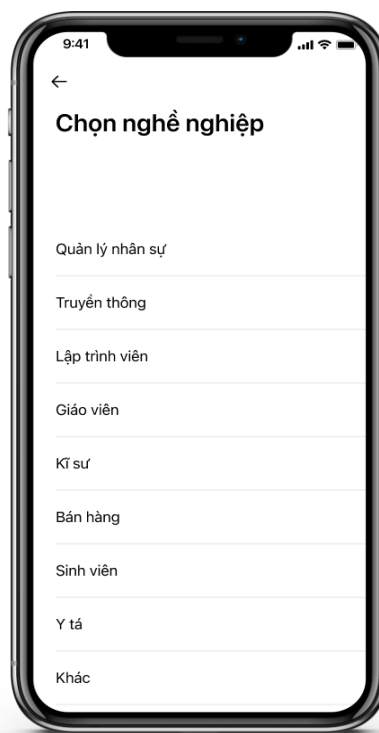 9:41
Chọn nghề nghiệp
Quản lý nhân sự
Truyền thông
Lập trình viên
Giáo viên
Kĩ sư
Bán hàng
Sinh viên
Y tá
Khác